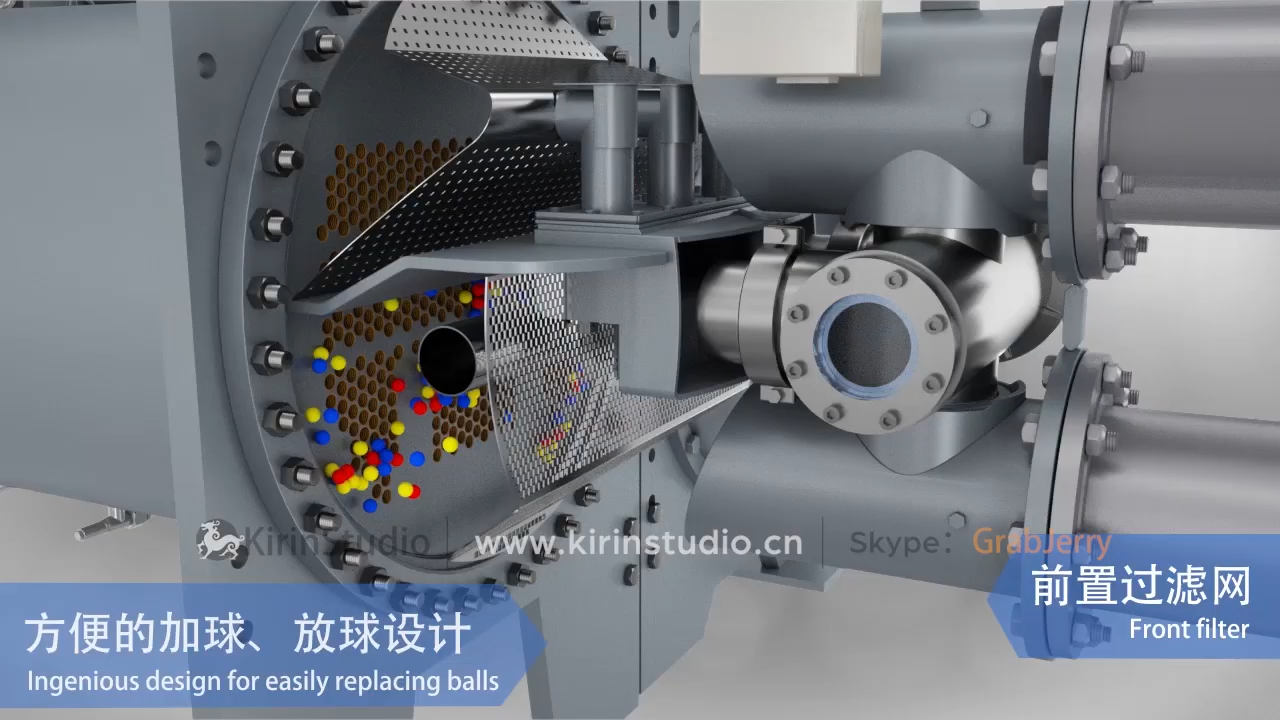 KirinStudio
www.kirinstudio.cn
Skype: GrabJerry
前置过滤网
Front filter
方便的加球、放球设计
Ingenious design for easily replacing balls